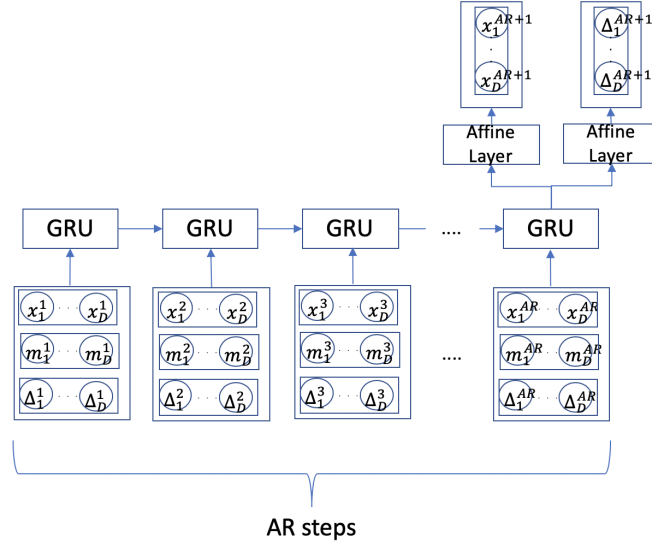 x_1^{AR+1} Δ_1^{AR+1}
. .
. .
x_D^{AR+1} Δ_D^{AR+1}
Affine Affine
Layer Layer
GRU GRU GRU .... GRU
x_1^1 . . . . x_D^1 x_1^2 . . . . x_D^2 x_1^3 . . . . x_D^3 x_1^{AR} . . . . x_D^{AR}
m_1^1 . . . . m_D^1 m_1^2 . . . . m_D^2 m_1^3 . . . . m_D^3 .... m_1^{AR} . . . . m_D^{AR}
Δ_1^1 . . . . Δ_D^1 Δ_1^2 . . . . Δ_D^2 Δ_1^3 . . . . Δ_D^3 Δ_1^{AR} . . . . Δ_D^{AR}
AR steps